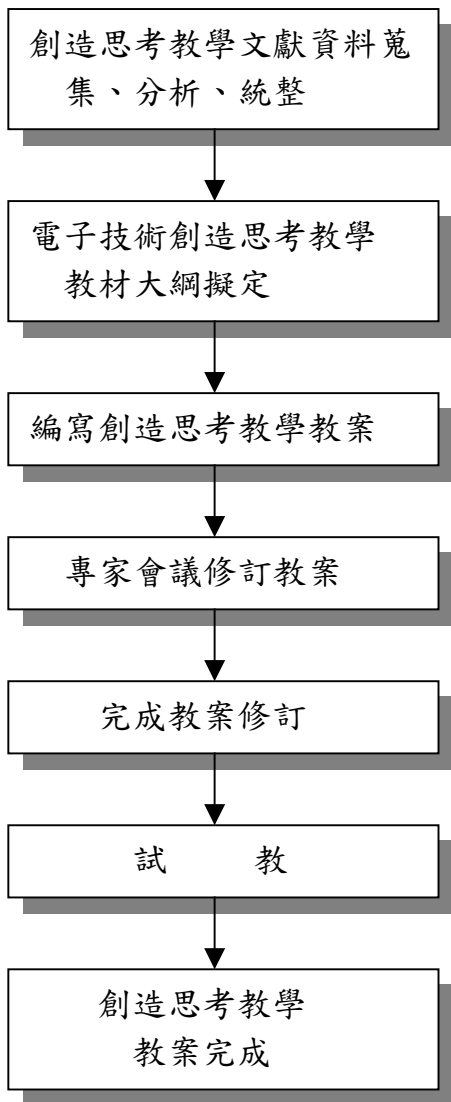 創造思考教學文獻資料蒐
集、分析、統整
電子技術創造思考教學
教材大綱擬定
編寫創造思考教學教案
專家會議修訂教案
完成教案修訂
試　　教
創造思考教學
教案完成